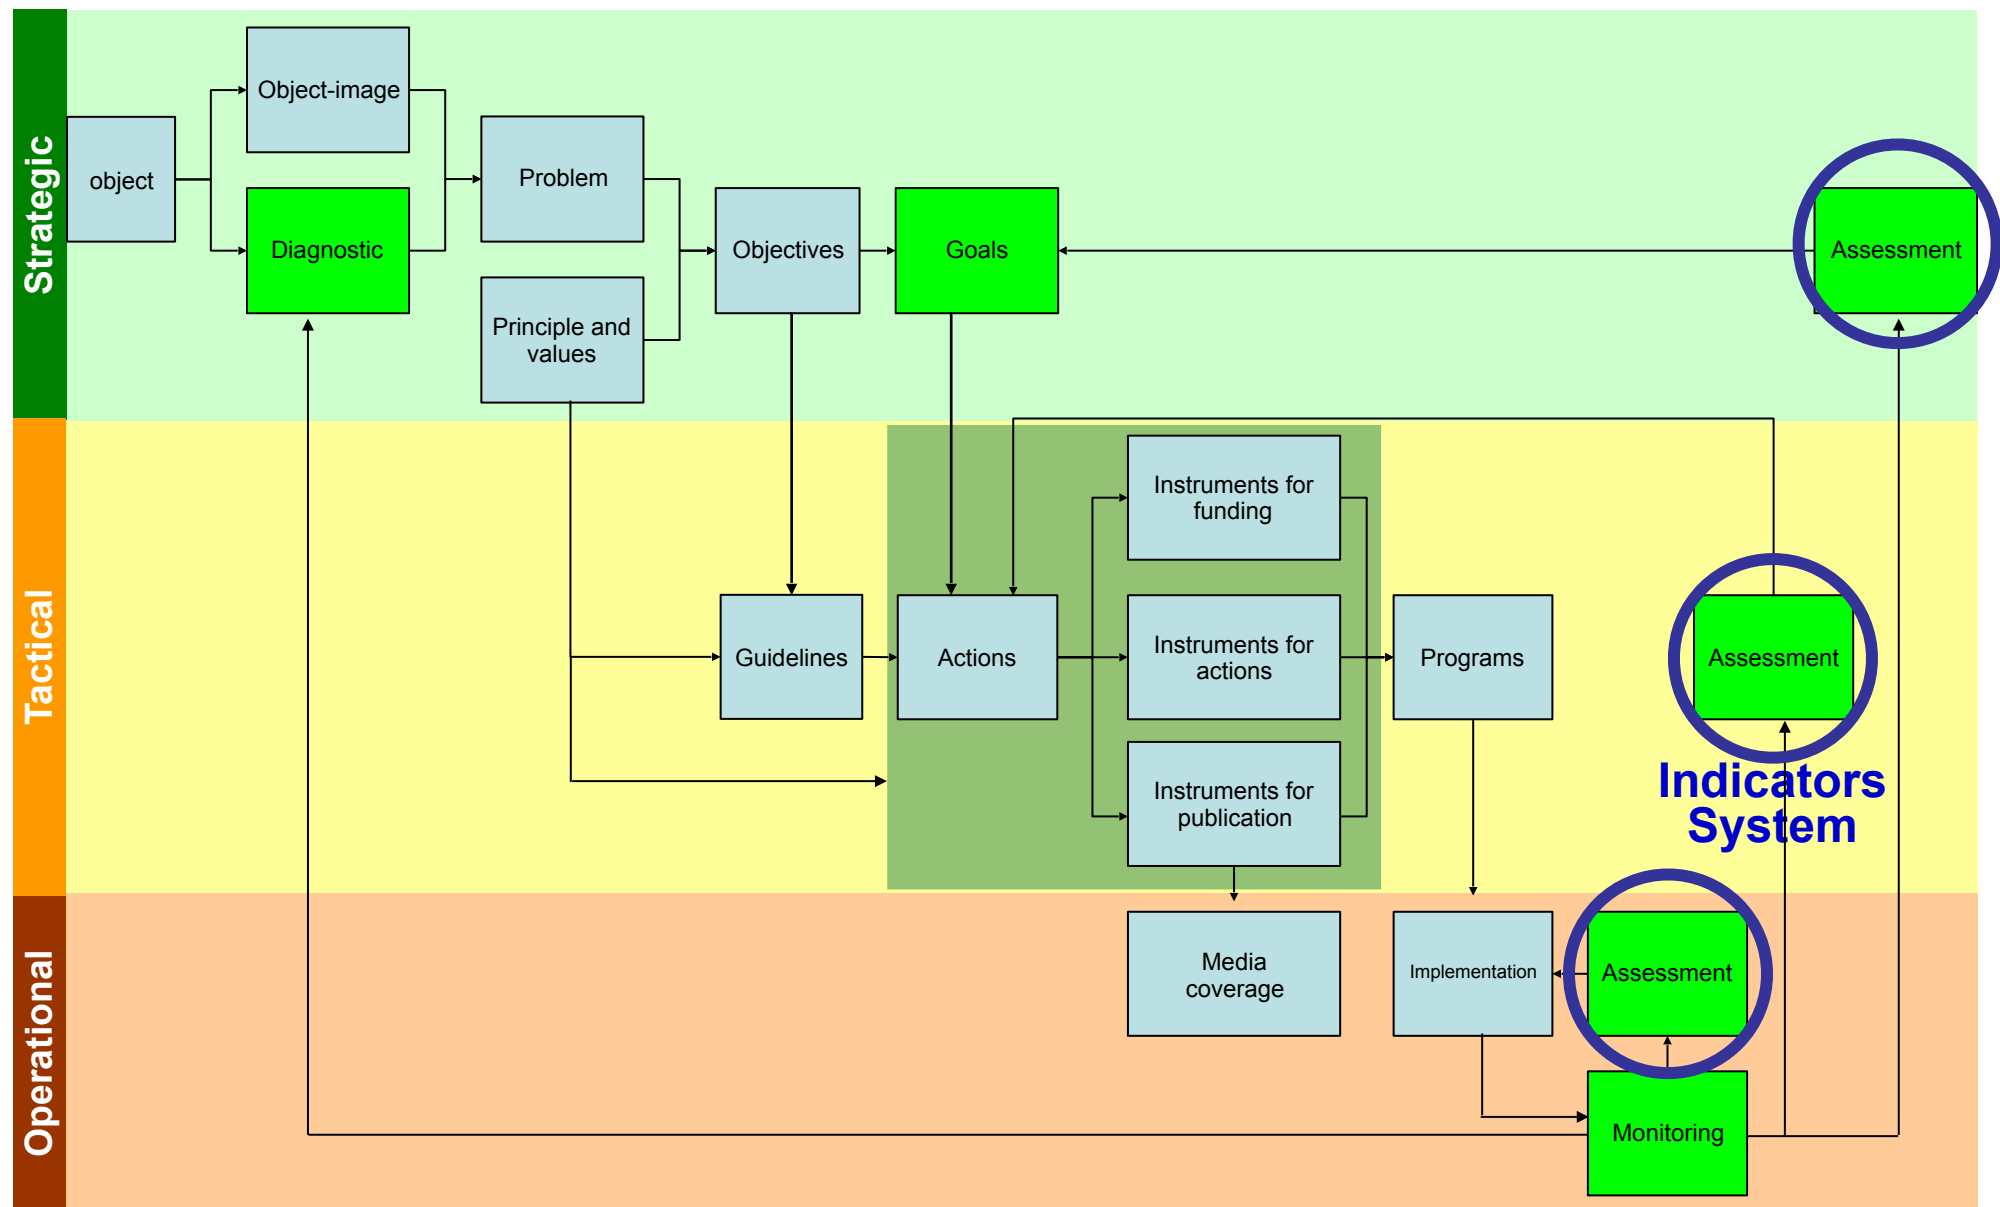 Strategic
object
Object-image
Diagnostic
Problem
Principle and
values
Objectives
Goals
Assessment
Tactical
Guidelines
Actions
Instruments for
funding
Instruments for
actions
Instruments for
publication
Programs
Assessment
Indicators
System
Operational
Media
coverage
Implementation
Assessment
Monitoring